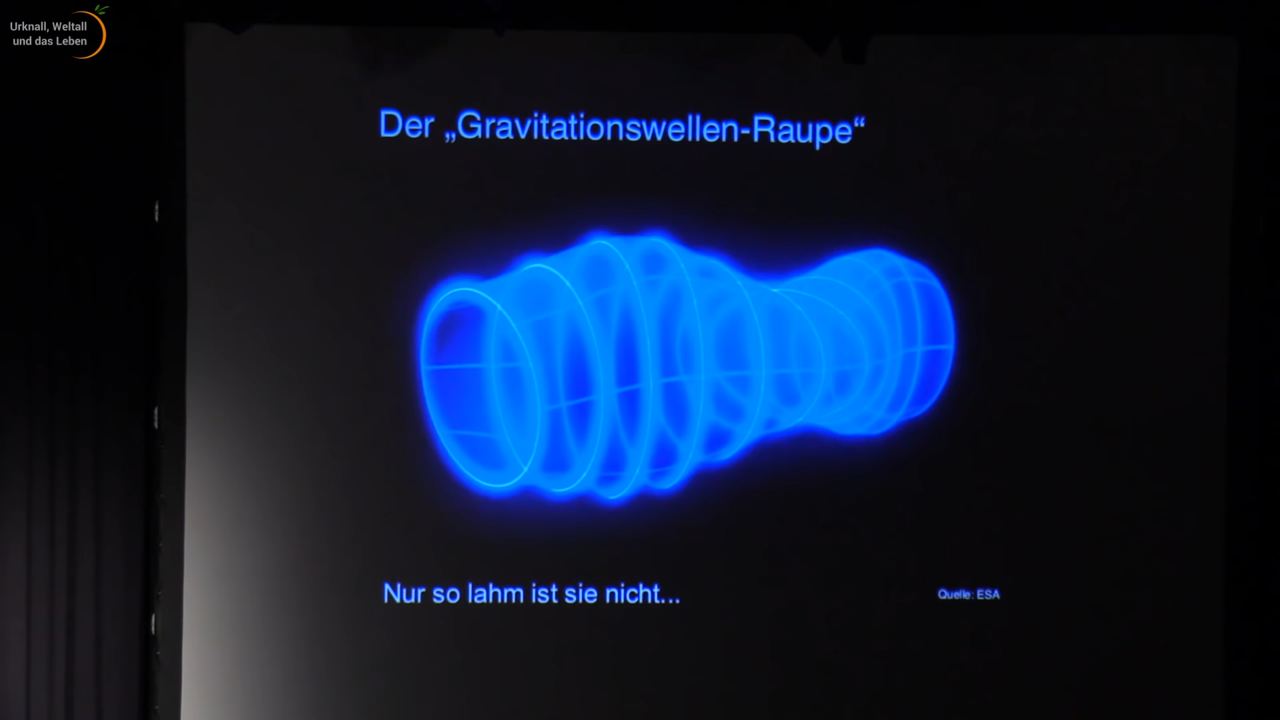 Urknall, Weltall
und das Leben
Der „Gravitationswellen-Raupe“
Nur so lahm ist sie nicht...
Quelle: ESA